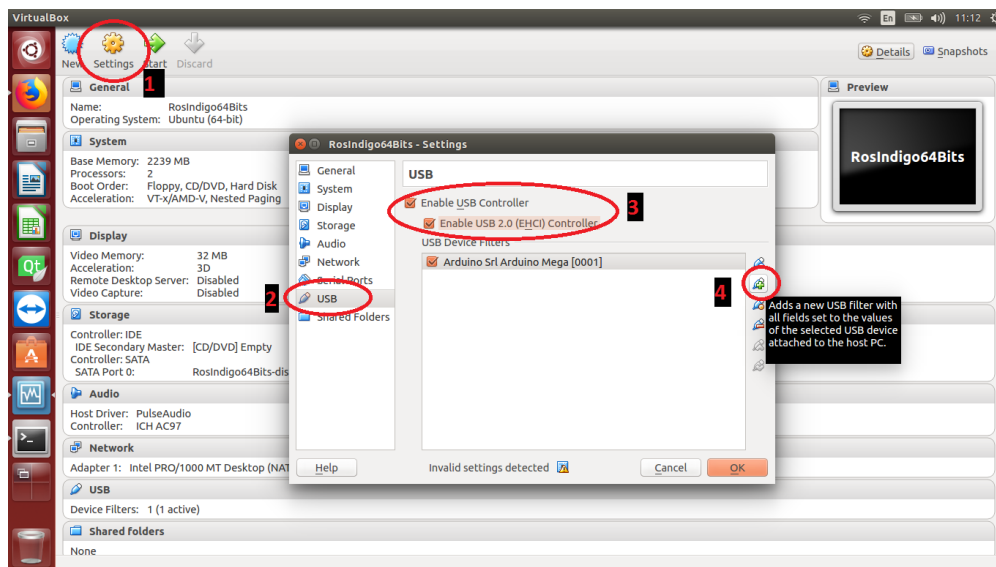 VirtualBox
En
11:12
New
Settings
Start
Discard
Details
Snapshots
1
General
Name: RosIndigo64Bits
Operating System: Ubuntu (64-bit)
System
Base Memory: 2239 MB
Processors: 2
Boot Order: Floppy, CD/DVD, Hard Disk
Acceleration: VT-x/AMD-V, Nested Paging
Display
Video Memory: 32 MB
Acceleration: 3D
Remote Desktop Server: Disabled
Video Capture: Disabled
Storage
Controller: IDE
IDE Secondary Master: [CD/DVD] Empty
Controller: SATA
SATA Port 0: RosIndigo64Bits-dis
Audio
Host Driver: PulseAudio
Controller: ICH AC97
Network
Adapter 1: Intel PRO/1000 MT Desktop (NAT
USB
Device Filters: 1 (1 active)
Shared folders
None
Preview
RosIndigo64Bits
RosIndigo64Bits - Settings
General
System
Display
Storage
Audio
Network
Serial Ports
2
USB
Shared Folders
USB
Enable USB Controller
3
Enable USB 2.0 (EHCI) Controller
USB Device Filters
Arduino Srl Arduino Mega [0001]
4
Adds a new USB filter with
all fields set to the values
of the selected USB device
attached to the host PC.
Help
Invalid settings detected
Cancel
OK
Qt